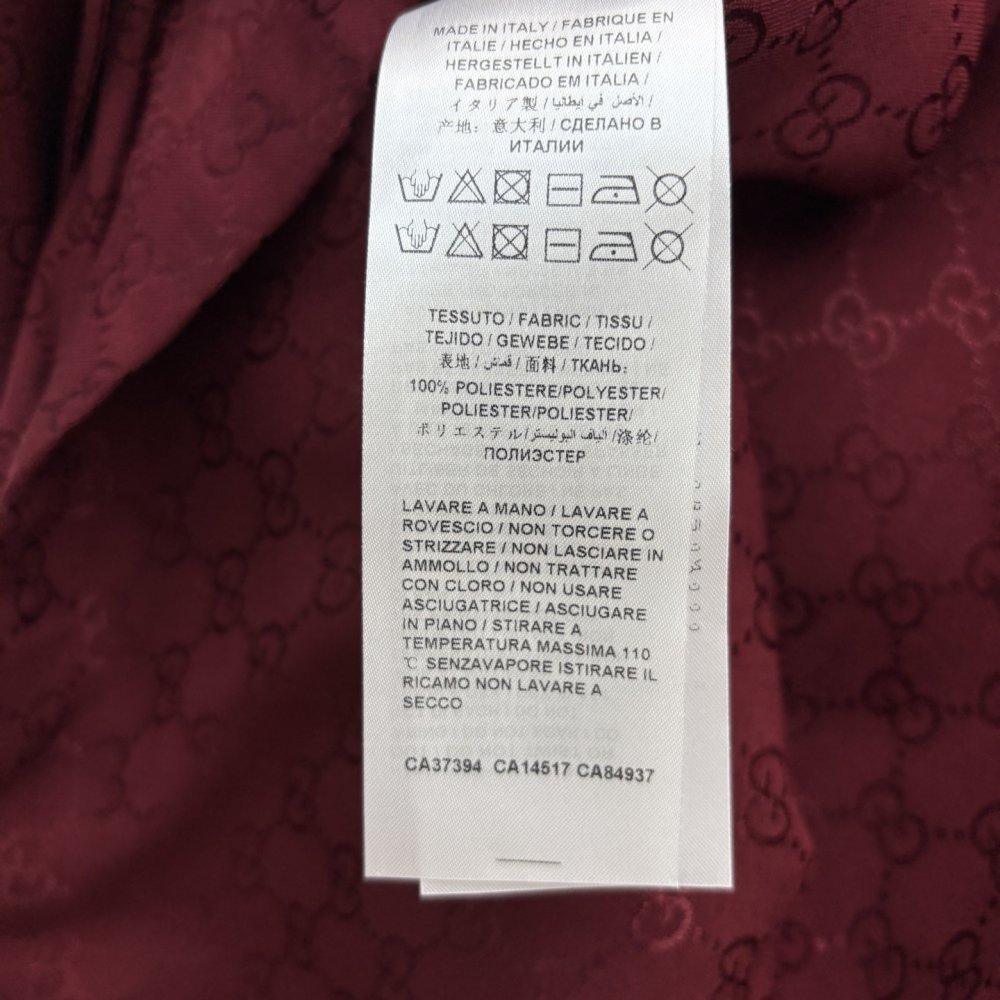 MADE IN ITALY / FABRIQUE EN
ITALIE / HECHO EN ITALIA /
HERGESTELLT IN ITALIEN /
FABRICADO EM ITALIA /
イタリア製 / الأصل في ايطاليا /
产地: 意大利 / СДЕЛАНО В
ИТАЛИИ
TESSUTO / FABRIC / TISSU /
TEJIDO / GEWEBE / TECIDO /
表地 / قماش / 面料 / ТКАНЬ:
100% POLIESTERE/POLYESTER/
POLIESTER/POLIESTER/
ポリエステル/الياف البوليستر/涤纶/
ПОЛИЭСТЕР
LAVARE A MANO / LAVARE A
ROVESCIO / NON TORCERE O
STRIZZARE / NON LASCIARE IN
AMMOLLO / NON TRATTARE
CON CLORO / NON USARE
ASCIUGATRICE / ASCIUGARE
IN PIANO / STIRARE A
TEMPERATURA MASSIMA 110
℃ SENZAVAPORE ISTIRARE IL
RICAMO NON LAVARE A
SECCO
CA37394 CA14517 CA84937